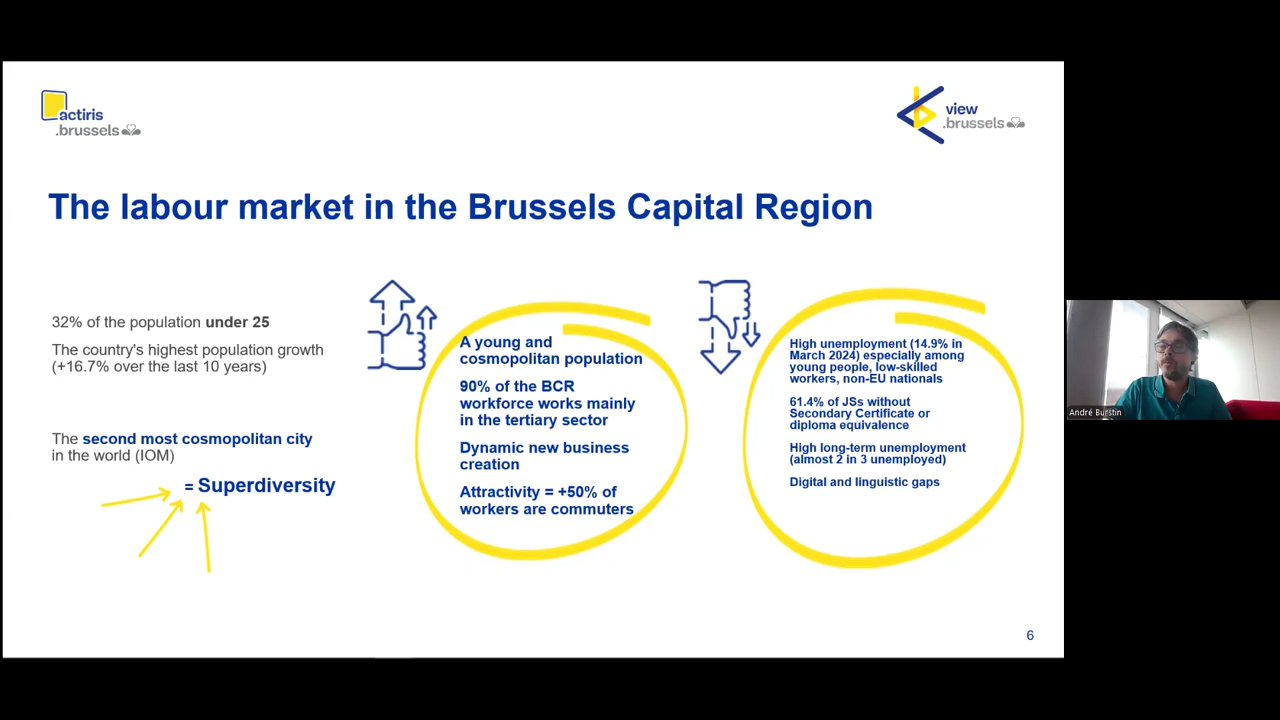 actiris
.brussels
view
.brussels
The labour market in the Brussels Capital Region
32% of the population under 25
The country's highest population growth
(+16.7% over the last 10 years)
The second most cosmopolitan city
in the world (IOM)
= Superdiversity
A young and
cosmopolitan population
90% of the BCR
workforce works mainly
in the tertiary sector
Dynamic new business
creation
Attractivity = +50% of
workers are commuters
High unemployment (14.9% in
March 2024) especially among
young people, low-skilled
workers, non-EU nationals
61.4% of JSs without
Secondary Certificate or
diploma equivalence
High long-term unemployment
(almost 2 in 3 unemployed)
Digital and linguistic gaps
André Burstin
6